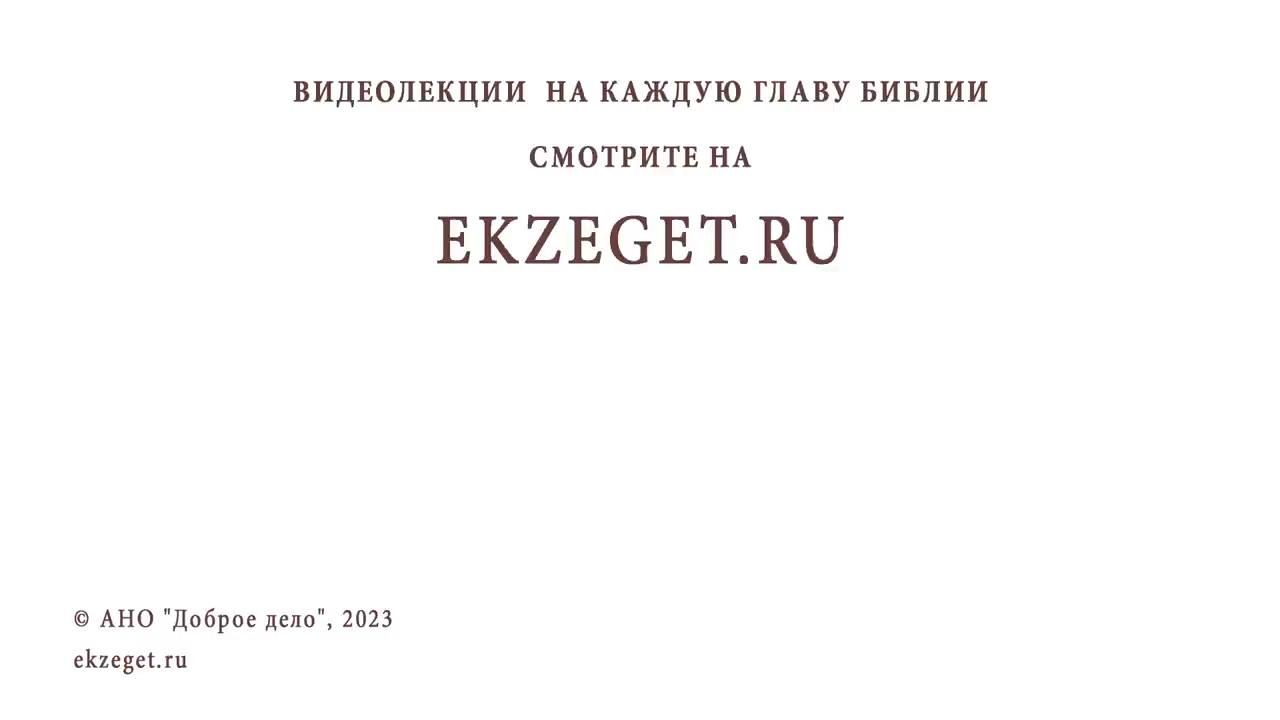 ВИДЕОЛЕКЦИИ НА КАЖДУЮ ГЛАВУ БИБЛИИ
СМОТРИТЕ НА
EKZEGET.RU
© АНО "Доброе дело", 2023
ekzeget.ru